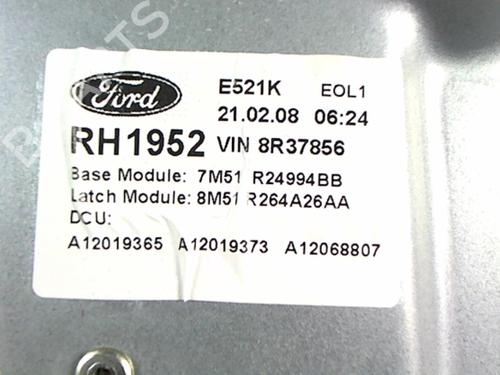 Ford
E521K EOL1
21.02.08 06:24
RH1952 VIN 8R37856
Base Module: 7M51 R24994BB
Latch Module: 8M51 R264A26AA
DCU:
A12019365 A12019373 A12068807